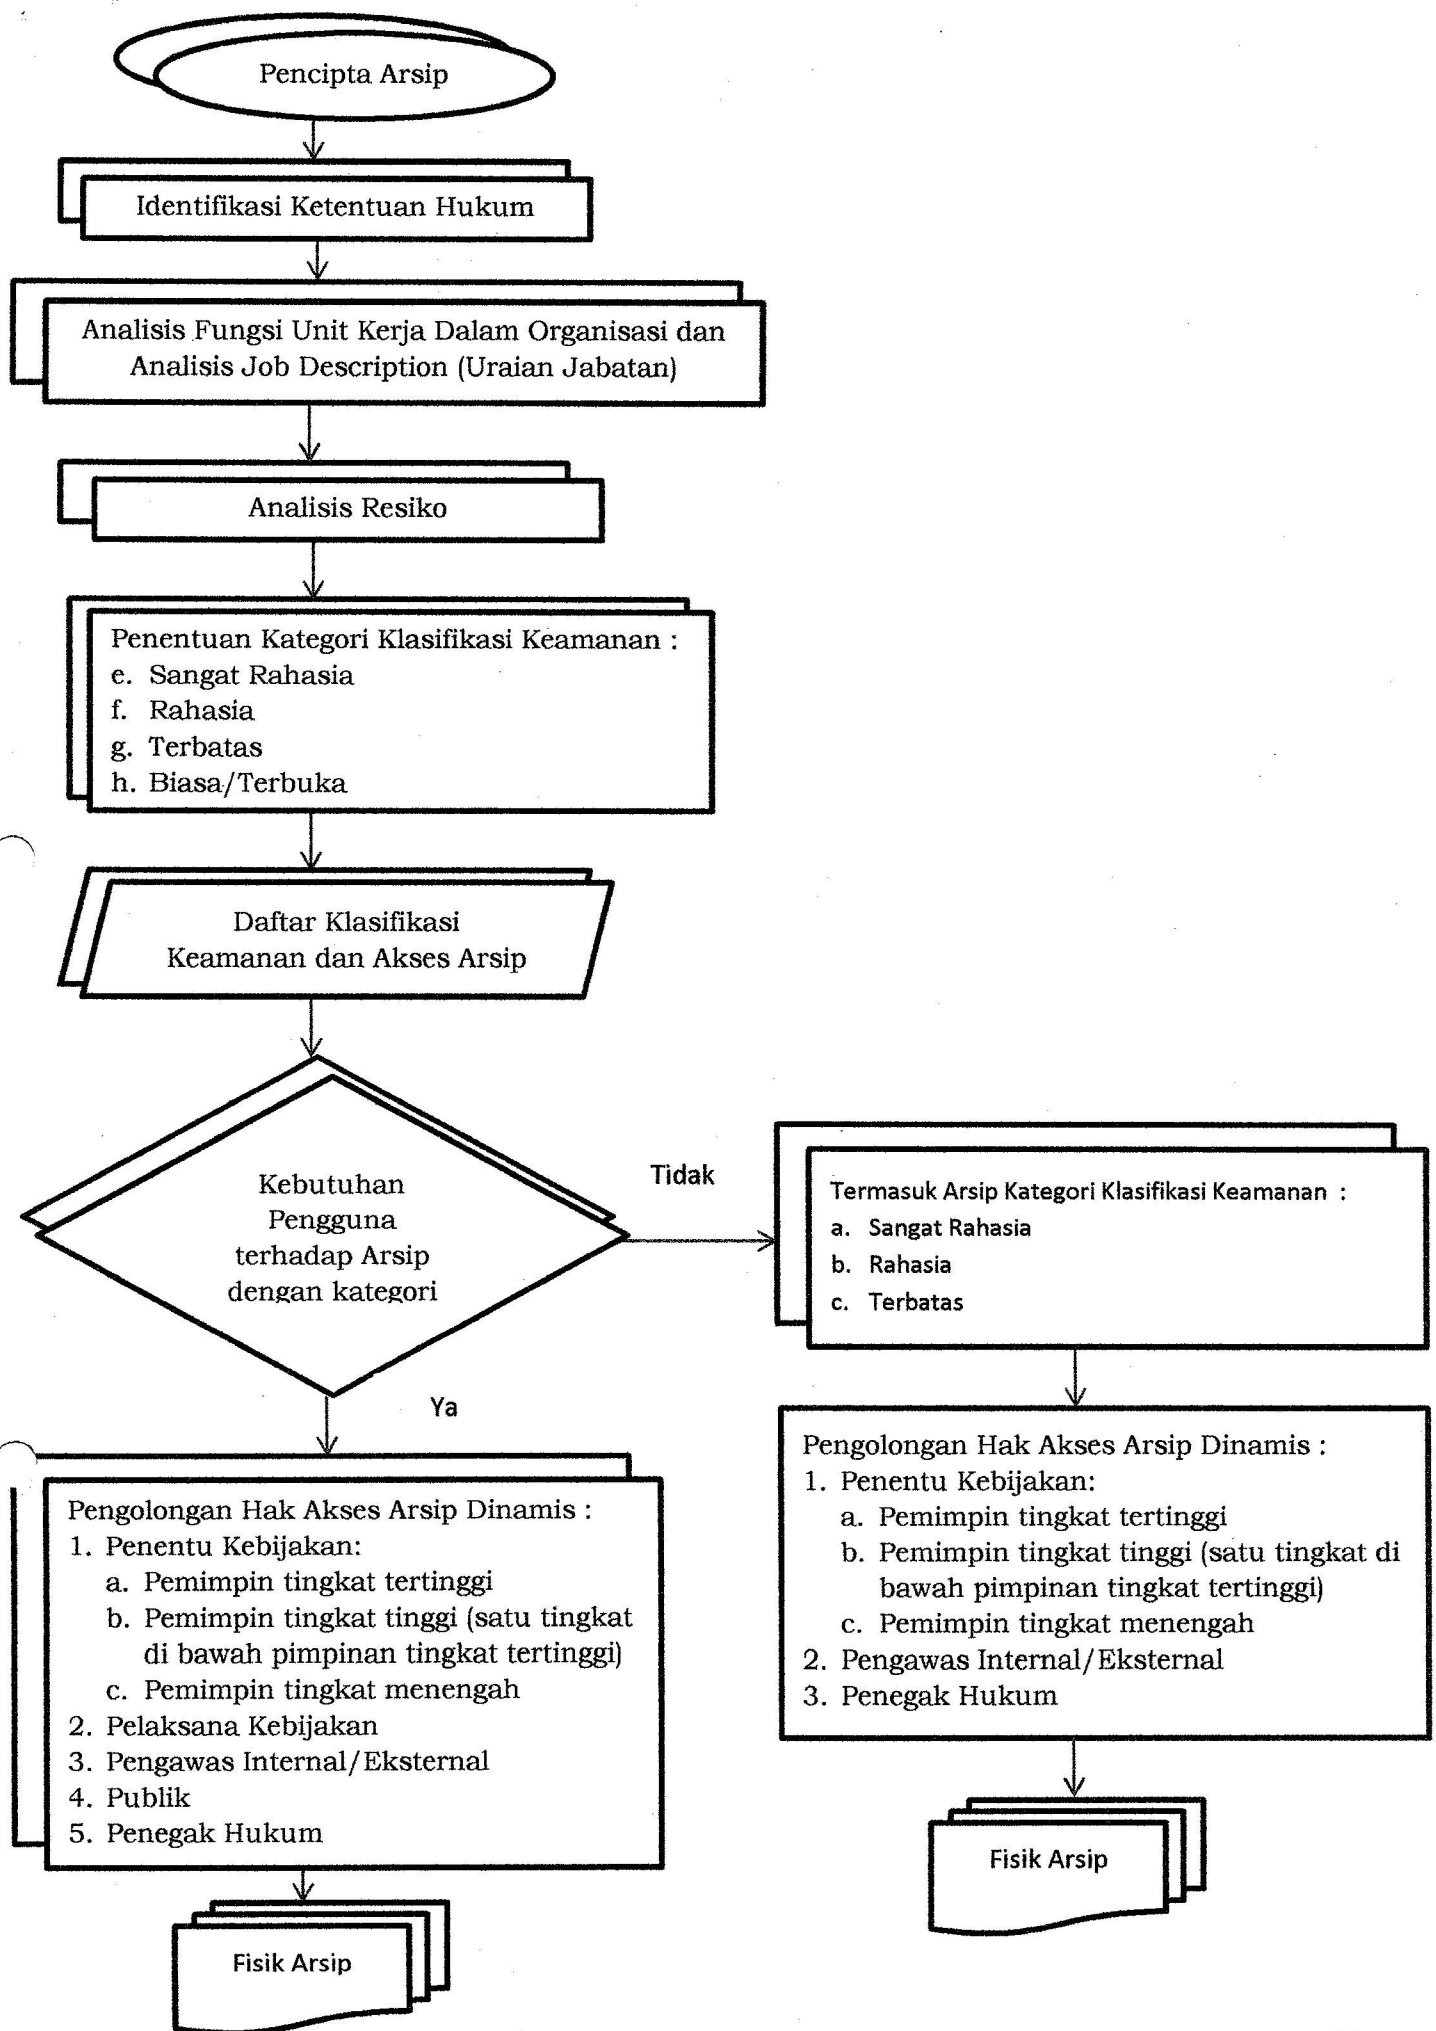 Pencipta Arsip
Identifikasi Ketentuan Hukum
Analisis Fungsi Unit Kerja Dalam Organisasi dan
Analisis Job Description (Uraian Jabatan)
Analisis Resiko
Penentuan Kategori Klasifikasi Keamanan :
e. Sangat Rahasia
f. Rahasia
g. Terbatas
h. Biasa/Terbuka
Daftar Klasifikasi
Keamanan dan Akses Arsip
Kebutuhan
Pengguna
terhadap Arsip
dengan kategori
Tidak
Termasuk Arsip Kategori Klasifikasi Keamanan :
a. Sangat Rahasia
b. Rahasia
c. Terbatas
Ya
Pengolongan Hak Akses Arsip Dinamis :
1. Penentu Kebijakan:
a. Pemimpin tingkat tertinggi
b. Pemimpin tingkat tinggi (satu tingkat
di bawah pimpinan tingkat tertinggi)
c. Pemimpin tingkat menengah
2. Pelaksana Kebijakan
3. Pengawas Internal/Eksternal
4. Publik
5. Penegak Hukum
Fisik Arsip
Pengolongan Hak Akses Arsip Dinamis :
1. Penentu Kebijakan:
a. Pemimpin tingkat tertinggi
b. Pemimpin tingkat tinggi (satu tingkat di
bawah pimpinan tingkat tertinggi)
c. Pemimpin tingkat menengah
2. Pengawas Internal/Eksternal
3. Penegak Hukum
Fisik Arsip